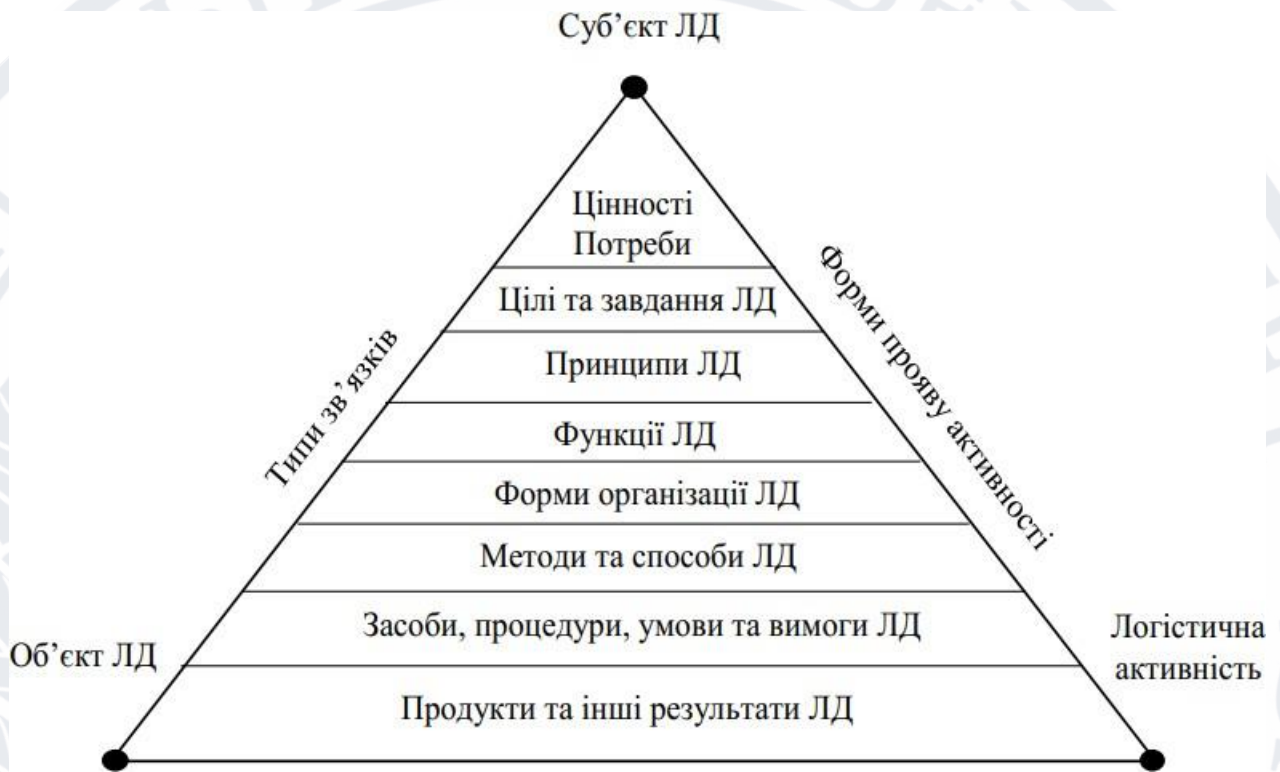 Суб’єкт ЛД
Цінності
Потреби
Цілі та завдання ЛД
Принципи ЛД
Функції ЛД
Форми організації ЛД
Методи та способи ЛД
Засоби, процедури, умови та вимоги ЛД
Продукти та інші результати ЛД
Типи зв’язків
Форми прояву активності
Об’єкт ЛД
Логістична
активність